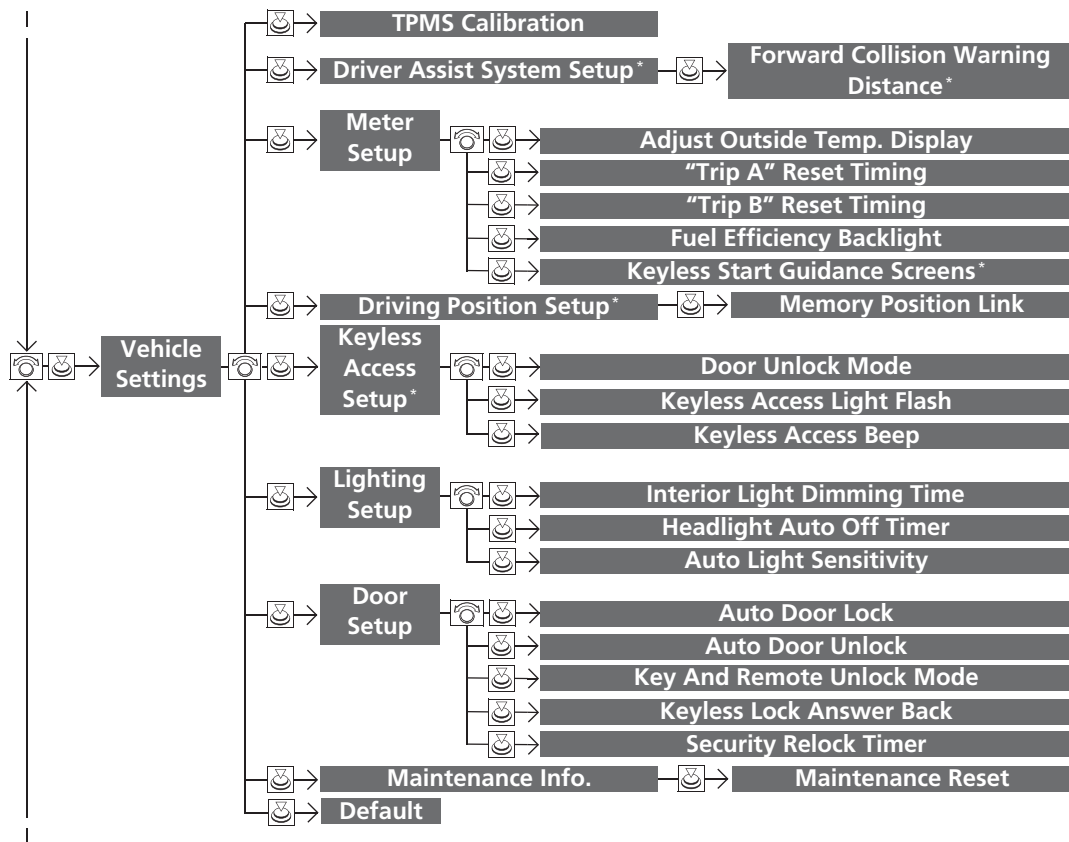 TPMS Calibration
Driver Assist System Setup*
Forward Collision Warning
Distance*
Meter
Setup
Adjust Outside Temp. Display
“Trip A” Reset Timing
“Trip B” Reset Timing
Fuel Efficiency Backlight
Keyless Start Guidance Screens*
Driving Position Setup*
Memory Position Link
Vehicle
Settings
Keyless
Access
Setup*
Door Unlock Mode
Keyless Access Light Flash
Keyless Access Beep
Lighting
Setup
Interior Light Dimming Time
Headlight Auto Off Timer
Auto Light Sensitivity
Door
Setup
Auto Door Lock
Auto Door Unlock
Key And Remote Unlock Mode
Keyless Lock Answer Back
Security Relock Timer
Maintenance Info.
Maintenance Reset
Default